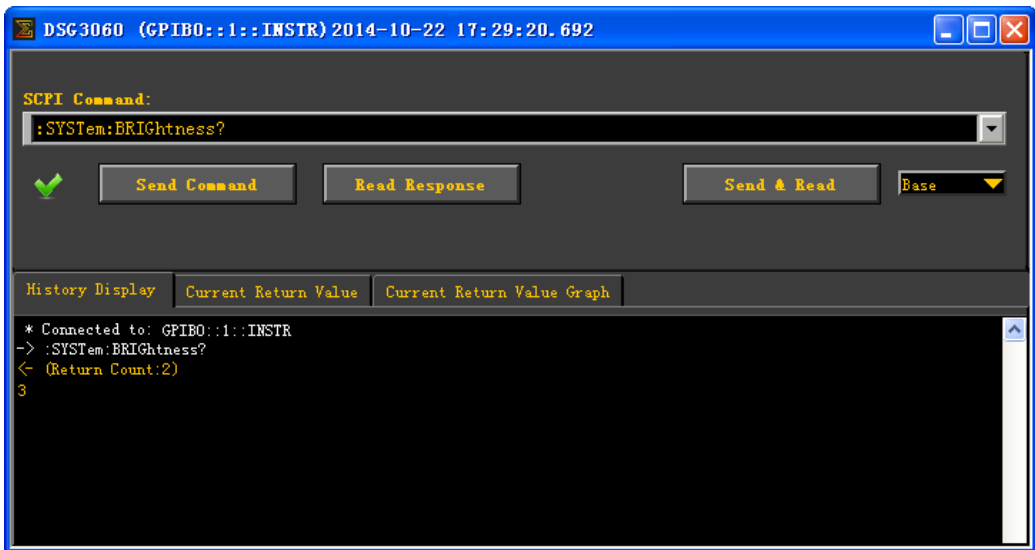 DSG3060 (GPIB0::1::INSTR) 2014-10-22 17:29:20.692
SCPI Command:
:SYSTem:BRIGhtness?
Send Command
Read Response
Send & Read
Base
History Display
Current Return Value
Current Return Value Graph
* Connected to: GPIB0::1::INSTR
-> :SYSTem:BRIGhtness?
<- (Return Count:2)
3